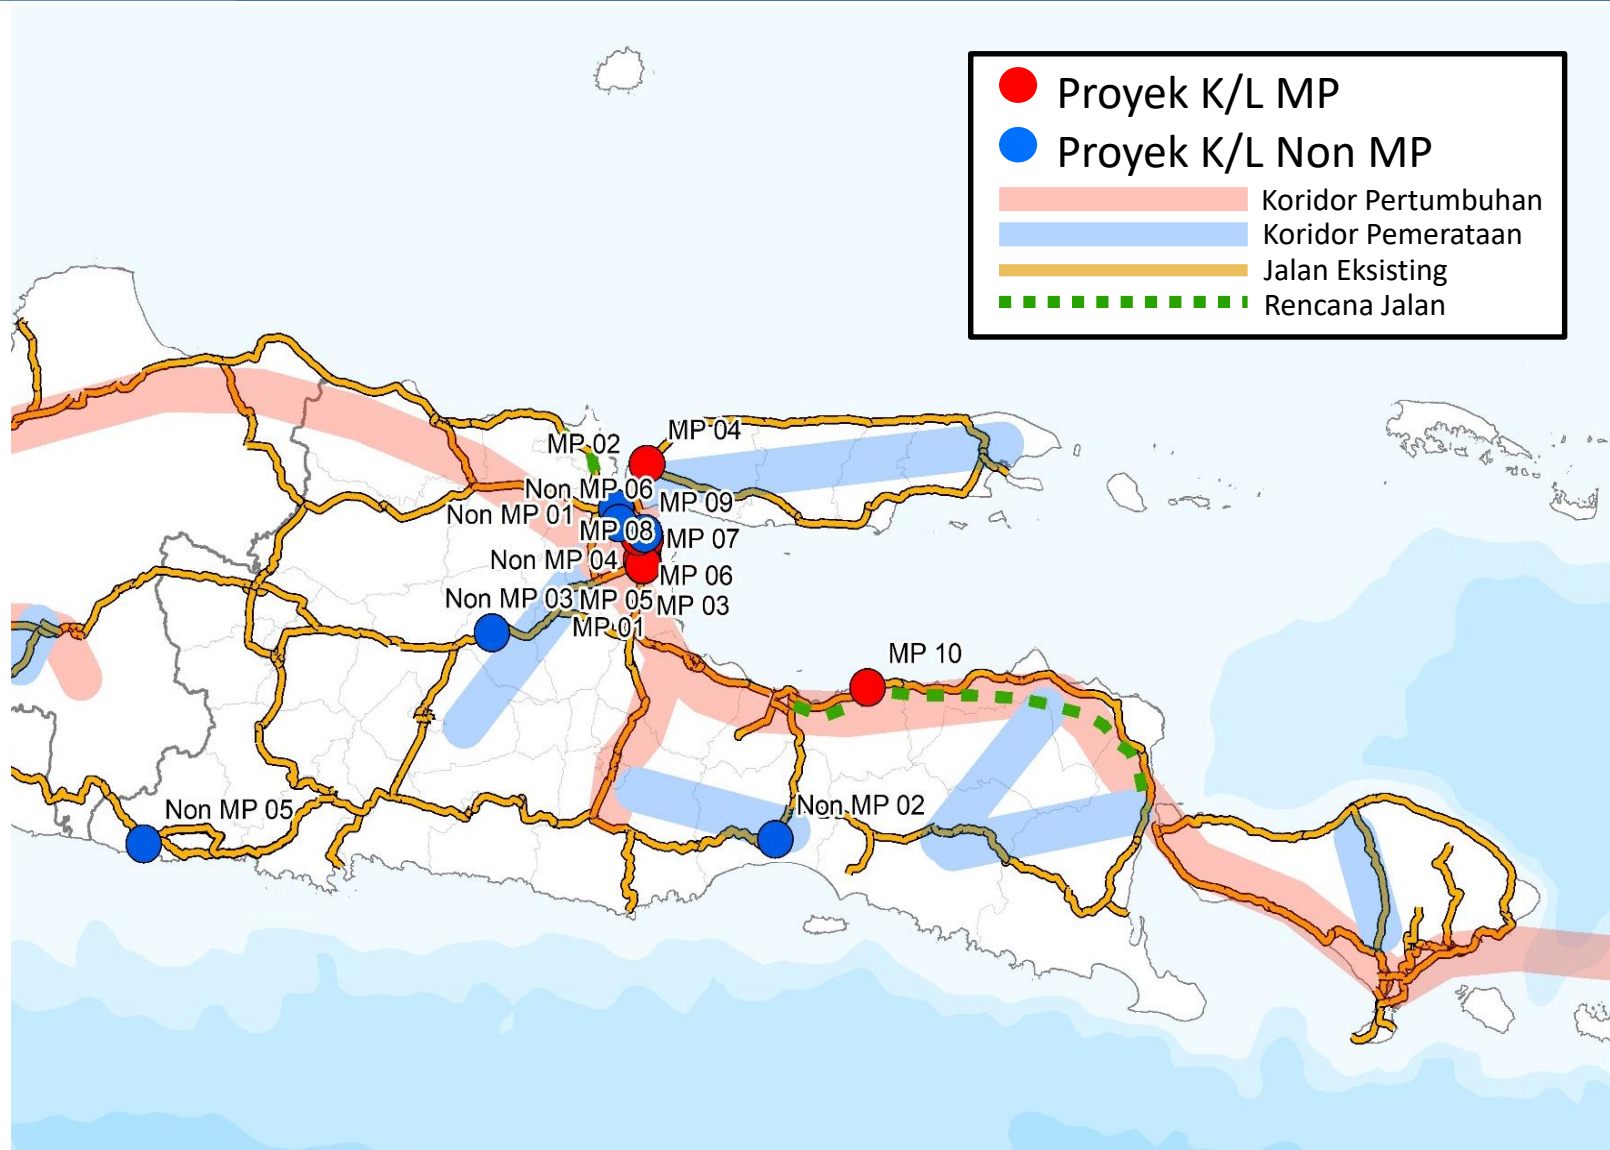 Proyek K/L MP
Proyek K/L Non MP
Koridor Pertumbuhan
Koridor Pemerataan
Jalan Eksisting
Rencana Jalan
MP 04
MP 02
Non MP 06
MP 09
Non MP 01
MP 08
MP 07
Non MP 04
MP 06
Non MP 03
MP 05
MP 03
MP 01
MP 10
Non MP 05
Non MP 02